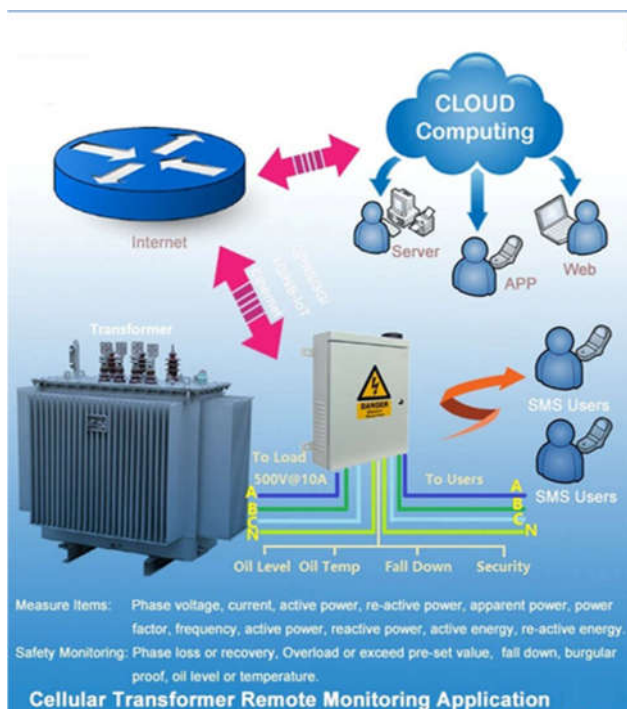 CLOUD
Computing
Internet
Server
APP
Web
Transformer
DANGER
SMS Users
SMS Users
To Load
500V@10A
To Users
A
B
C
N
A
B
C
N
Oil Level Oil Temp Fall Down Security
Measure Items: Phase voltage, current, active power, re-active power, apparent power, power
factor, frequency, active power, reactive power, active energy, re-active energy.
Safety Monitoring: Phase loss or recovery, Overload or exceed pre-set value, fall down, burgular
proof, oil level or temperature.
Cellular Transformer Remote Monitoring Application